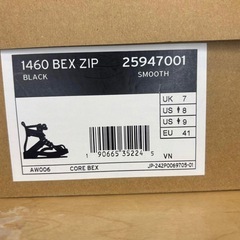 1460 BEX ZIP 25947001
BLACK SMOOTH
UK 7
US 8
US 9
EU 41
1 90665 35224 5
VN
AW006 CORE BEX JP-242P0069705-01